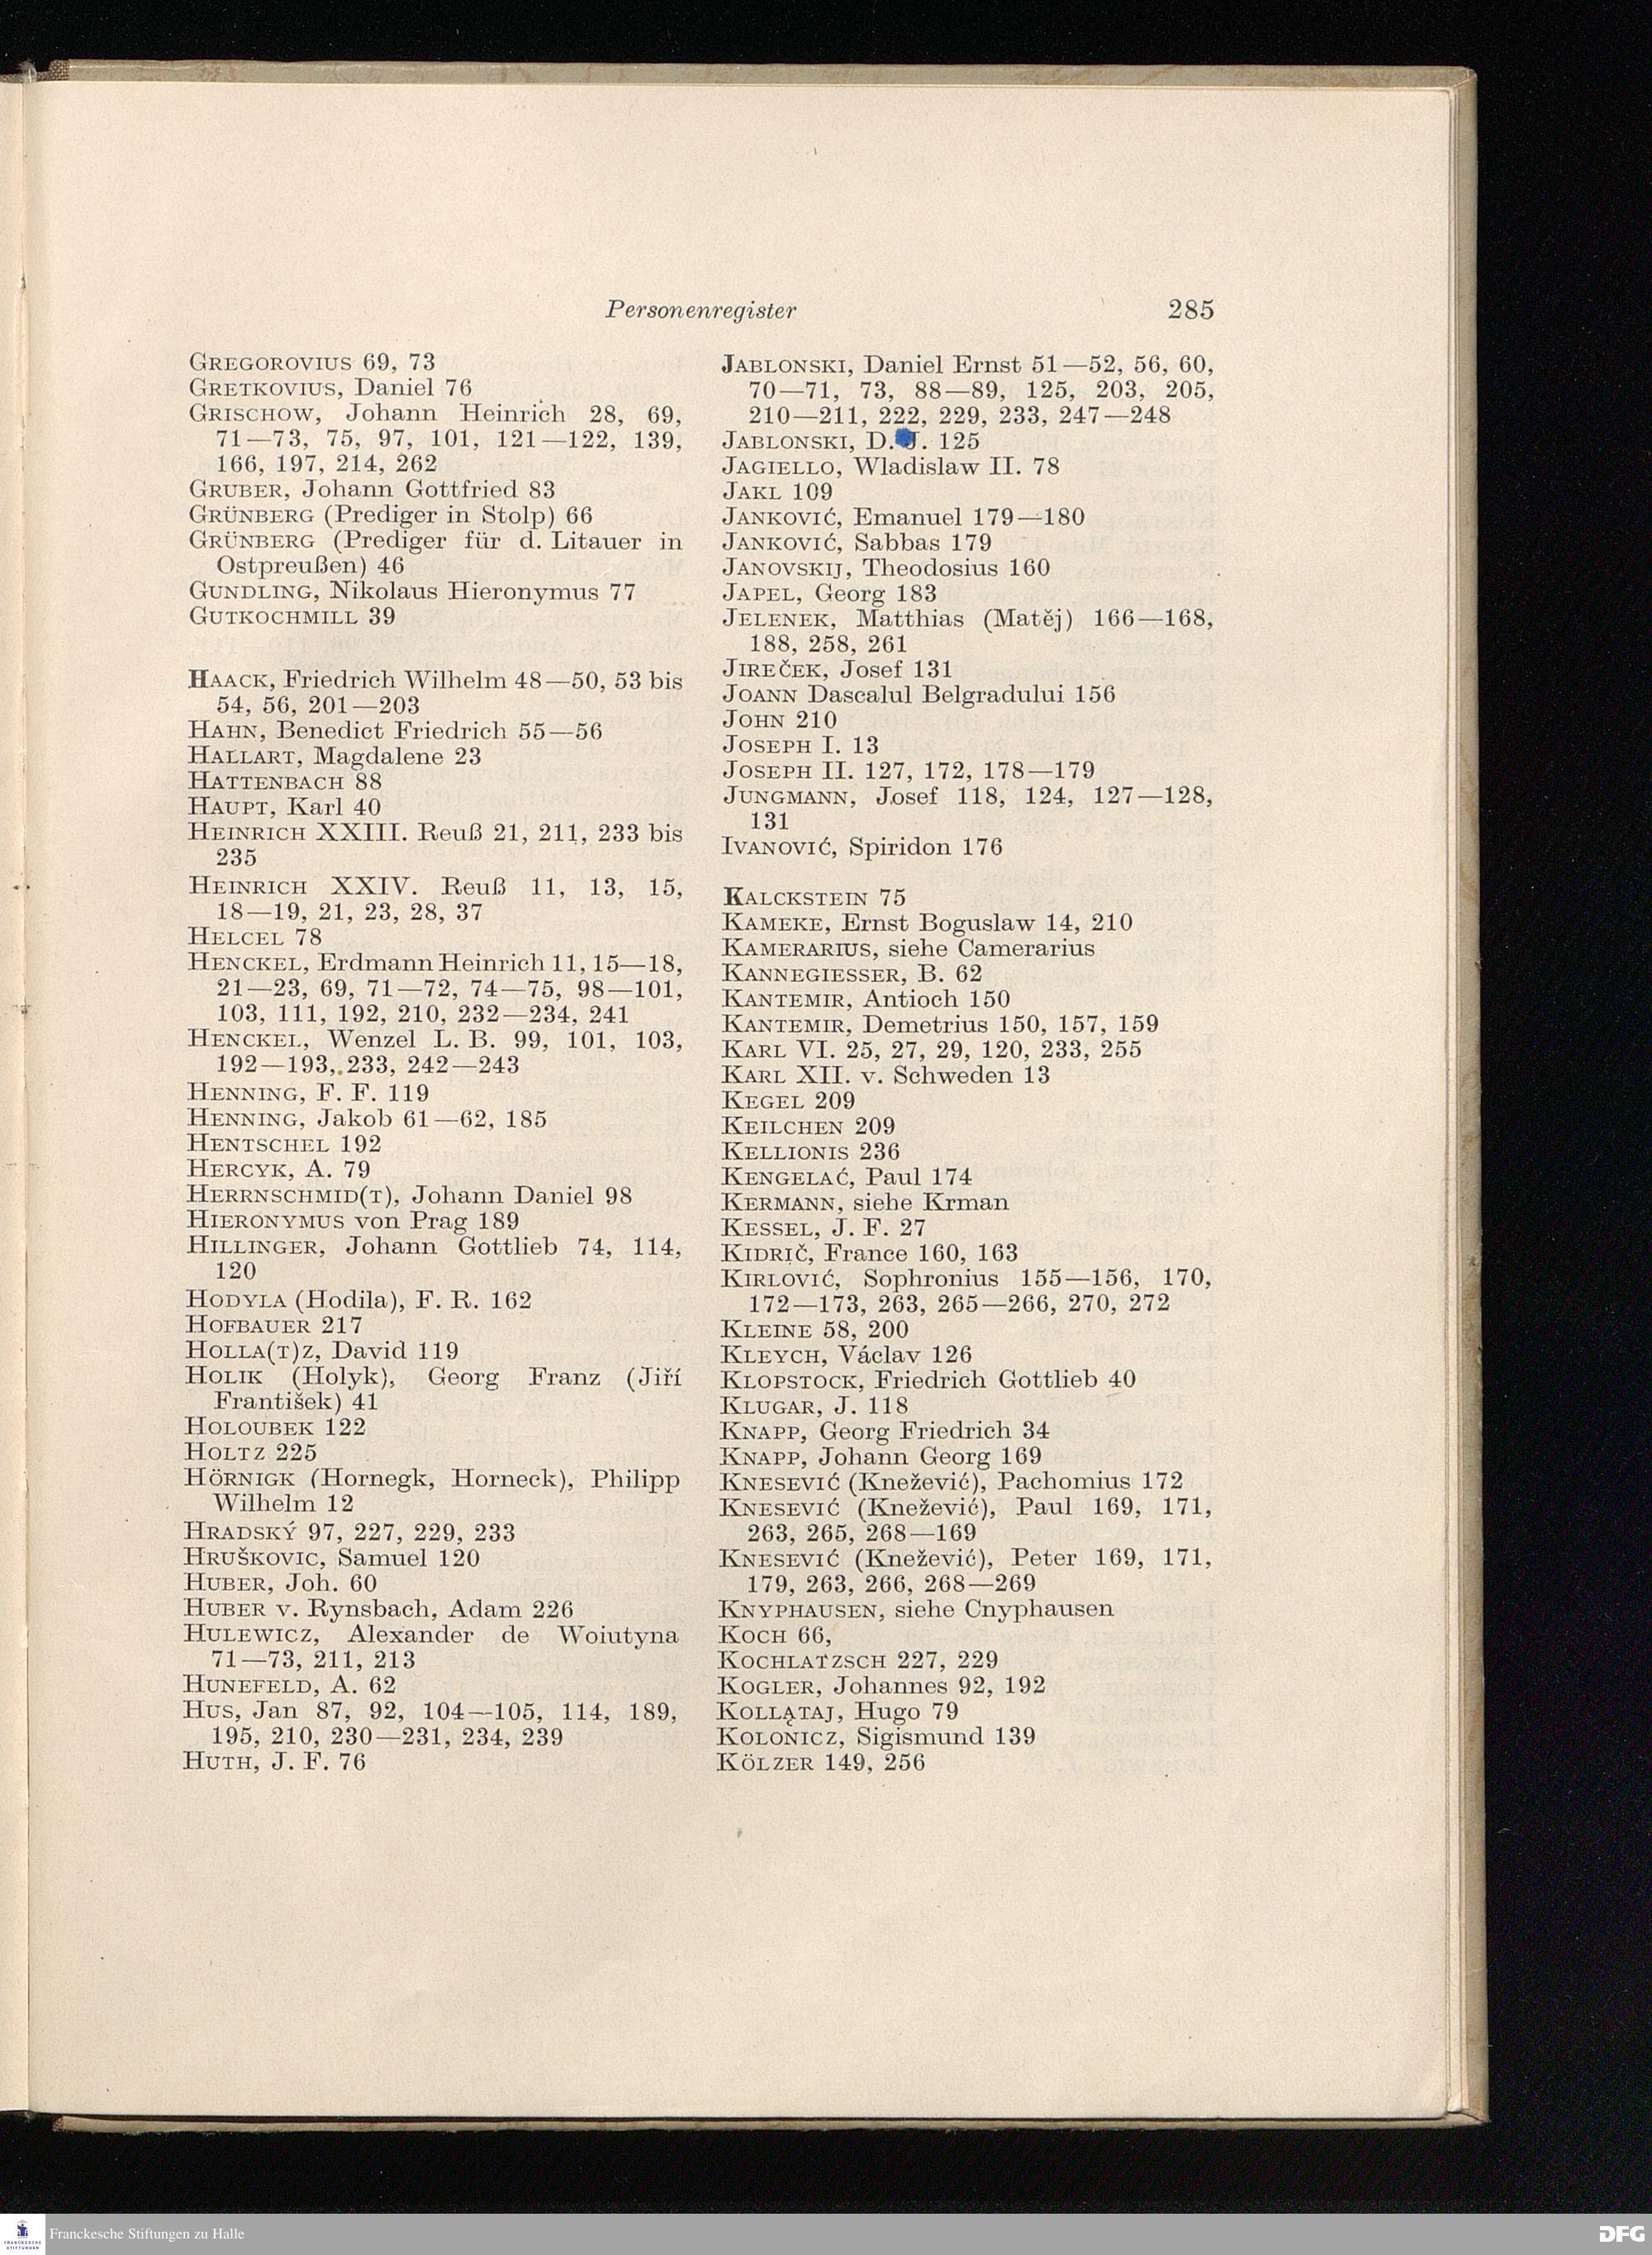 Personenregister 285
GREGOROVIUS 69, 73
GRETKOVIUS, Daniel 76
GRISCHOW, Johann Heinrich 28, 69,
71—73, 75, 97, 101, 121—122, 139,
166, 197, 214, 262
GRUBER, Johann Gottfried 83
GRÜNBERG (Prediger in Stolp) 66
GRÜNBERG (Prediger für d. Litauer in
Ostpreußen) 46
GUNDLING, Nikolaus Hieronymus 77
GUTKOCHMILL 39
HAACK, Friedrich Wilhelm 48—50, 53 bis
54, 56, 201—203
HAHN, Benedict Friedrich 55—56
HALLART, Magdalene 23
HATTENBACH 88
HAUPT, Karl 40
HEINRICH XXIII. Reuß 21, 211, 233 bis
235
HEINRICH XXIV. Reuß 11, 13, 15,
18—19, 21, 23, 28, 37
HELCEL 78
HENCKEL, Erdmann Heinrich 11, 15—18,
21—23, 69, 71—72, 74—75, 98—101,
103, 111, 192, 210, 232—234, 241
HENCKEL, Wenzel L. B. 99, 101, 103,
192—193, 233, 242—243
HENNING, F. F. 119
HENNING, Jakob 61—62, 185
HENTSCHEL 192
HERCYK, A. 79
HERRNSCHMID(T), Johann Daniel 98
HIERONYMUS von Prag 189
HILLINGER, Johann Gottlieb 74, 114,
120
HODYLA (Hodila), F. R. 162
HOFBAUER 217
HOLLA(T)Z, David 119
HOLIK (Holyk), Georg Franz (Jiří
František) 41
HOLOUBEK 122
HOLTZ 225
HÖRNIGK (Hornegk, Horneck), Philipp
Wilhelm 12
HRADSKÝ 97, 227, 229, 233
HRUŠKOVIC, Samuel 120
HUBER, Joh. 60
HUBER v. Rynsbach, Adam 226
HULEWICZ, Alexander de Woiutyna
71—73, 211, 213
HUNEFELD, A. 62
HUS, Jan 87, 92, 104—105, 114, 189,
195, 210, 230—231, 234, 239
HUTH, J. F. 76
JABLONSKI, Daniel Ernst 51—52, 56, 60,
70—71, 73, 88—89, 125, 203, 205,
210—211, 222, 229, 233, 247—248
JABLONSKI, D. J. 125
JAGIELLO, Wladislaw II. 78
JAKL 109
JANKOVIĆ, Emanuel 179—180
JANKOVIĆ, Sabbas 179
JANOVSKIJ, Theodosius 160
JAPEL, Georg 183
JELENEK, Matthias (Matěj) 166—168,
188, 258, 261
JIREČEK, Josef 131
JOANN Dascalul Belgradului 156
JOHN 210
JOSEPH I. 13
JOSEPH II. 127, 172, 178—179
JUNGMANN, Josef 118, 124, 127—128,
131
IVANOVIĆ, Spiridon 176
KALCKSTEIN 75
KAMEKE, Ernst Boguslaw 14, 210
KAMERARIUS, siehe Camerarius
KANNEGIESSER, B. 62
KANTEMIR, Antioch 150
KANTEMIR, Demetrius 150, 157, 159
KARL VI. 25, 27, 29, 120, 233, 255
KARL XII. v. Schweden 13
KEGEL 209
KEILCHEN 209
KELLIONIS 236
KENGELAĆ, Paul 174
KERMANN, siehe Krman
KESSEL, J. F. 27
KIDRIČ, France 160, 163
KIRLOVIĆ, Sophronius 155—156, 170,
172—173, 263, 265—266, 270, 272
KLEINE 58, 200
KLEYCH, Václav 126
KLOPSTOCK, Friedrich Gottlieb 40
KLUGAR, J. 118
KNAPP, Georg Friedrich 34
KNAPP, Johann Georg 169
KNESEVIĆ (Knežević), Pachomius 172
KNESEVIĆ (Knežević), Paul 169, 171,
263, 265, 268—169
KNESEVIĆ (Knežević), Peter 169, 171,
179, 263, 266, 268—269
KNYPHAUSEN, siehe Cnyphausen
KOCH 66,
KOCHLATZSCH 227, 229
KOGLER, Johannes 92, 192
KOLLĄTAJ, Hugo 79
KOLONICZ, Sigismund 139
KÖLZER 149, 256
FRANCKESCHE
STIFTUNGEN
Franckesche Stiftungen zu Halle
DFG